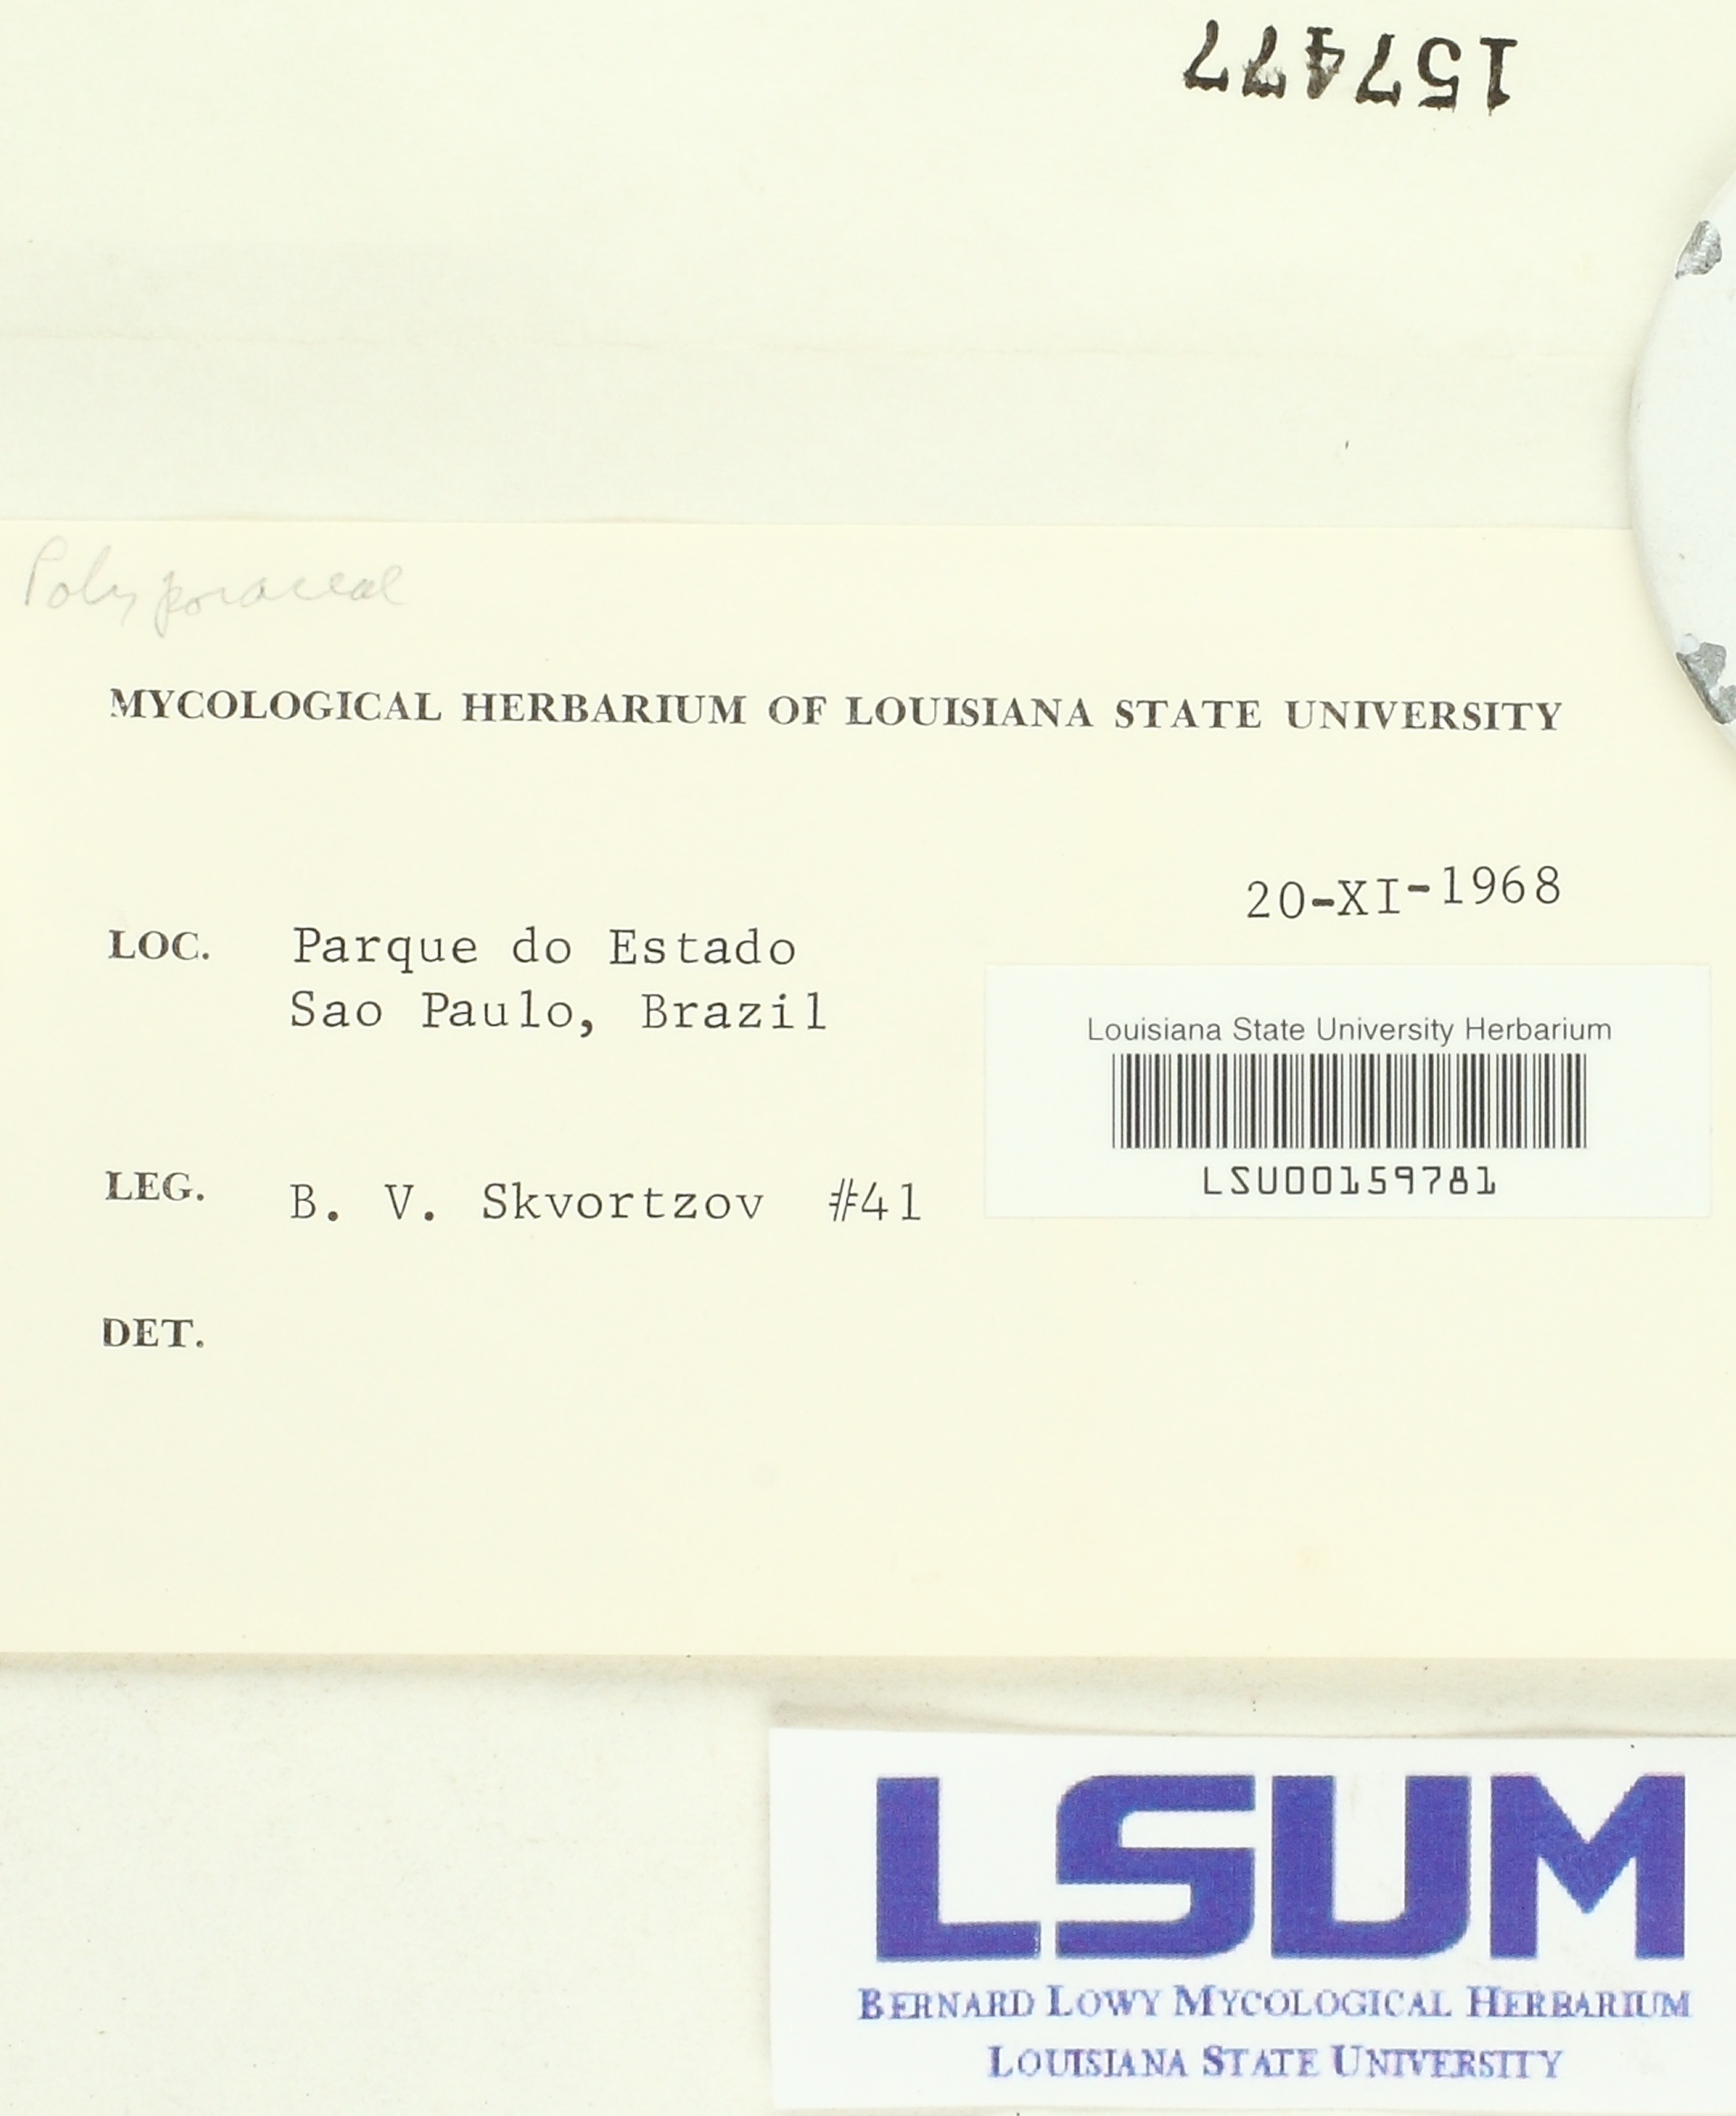 157477
Polyporaceae
MYCOLOGICAL HERBARIUM OF LOUISIANA STATE UNIVERSITY
20-XI-1968
LOC. Parque do Estado
Sao Paulo, Brazil
Louisiana State University Herbarium
LSU00159781
LEG. B. V. Skvortzov #41
DET.
LSUM
BERNARD LOWY MYCOLOGICAL HERBARIUM
LOUISIANA STATE UNIVERSITY